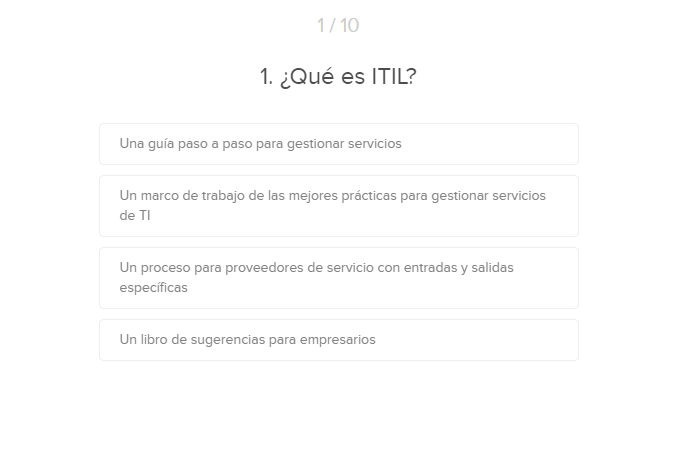 1 / 10
1. ¿Qué es ITIL?
Una guía paso a paso para gestionar servicios
Un marco de trabajo de las mejores prácticas para gestionar servicios
de TI
Un proceso para proveedores de servicio con entradas y salidas
específicas
Un libro de sugerencias para empresarios